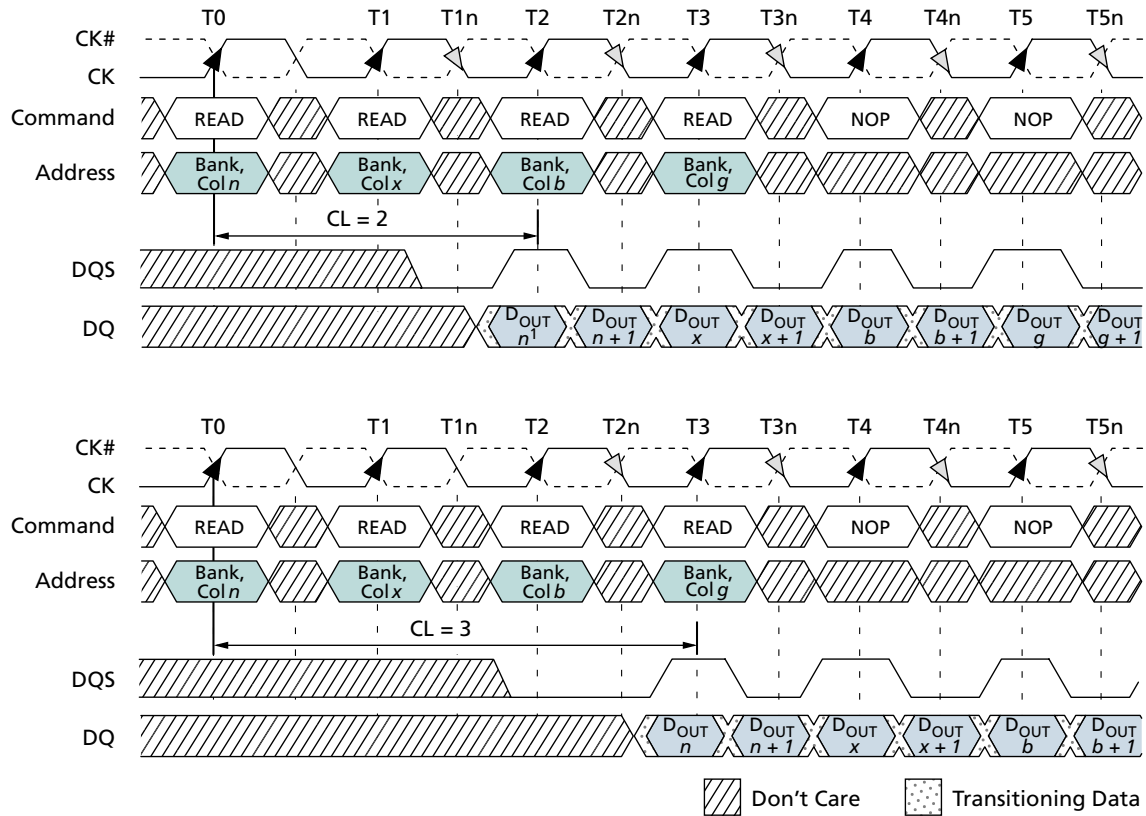 T0 T1 T1n T2 T2n T3 T3n T4 T4n T5 T5n
CK#
CK
Command READ READ READ READ NOP NOP
Address Bank, Col n Bank, Col x Bank, Col b Bank, Col g
CL = 2
DQS
DQ DOUT n1 DOUT n + 1 DOUT x DOUT x + 1 DOUT b DOUT b + 1 DOUT g DOUT g + 1
T0 T1 T1n T2 T2n T3 T3n T4 T4n T5 T5n
CK#
CK
Command READ READ READ READ NOP NOP
Address Bank, Col n Bank, Col x Bank, Col b Bank, Col g
CL = 3
DQS
DQ DOUT n DOUT n + 1 DOUT x DOUT x + 1 DOUT b DOUT b + 1
Don't Care Transitioning Data